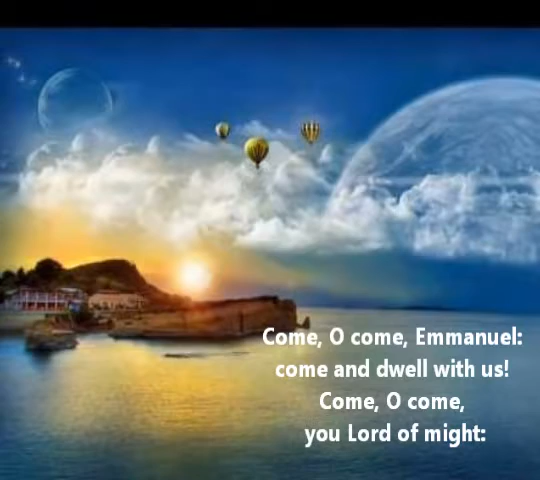 Come, O come, Emmanuel:
come and dwell with us!
Come, O come,
you Lord of might: